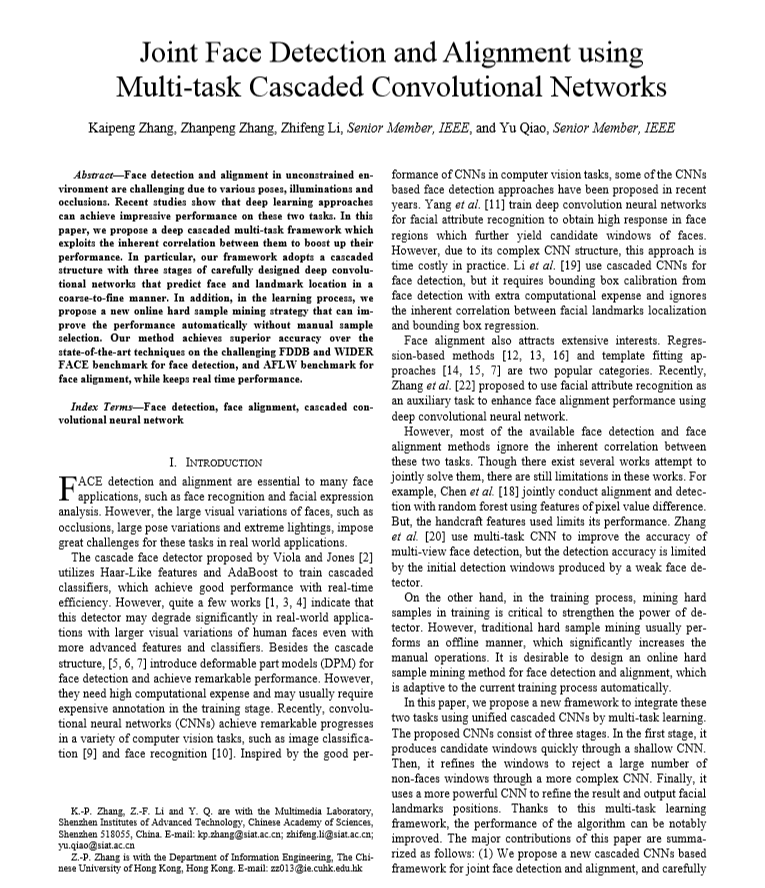 Joint Face Detection and Alignment using
Multi-task Cascaded Convolutional Networks
Kaipeng Zhang, Zhanpeng Zhang, Zhifeng Li, Senior Member, IEEE, and Yu Qiao, Senior Member, IEEE
Abstract—Face detection and alignment in unconstrained en-
vironment are challenging due to various poses, illuminations and
occlusions. Recent studies show that deep learning approaches
can achieve impressive performance on these two tasks. In this
paper, we propose a deep cascaded multi-task framework which
exploits the inherent correlation between them to boost up their
performance. In particular, our framework adopts a cascaded
structure with three stages of carefully designed deep convolu-
tional networks that predict face and landmark location in a
coarse-to-fine manner. In addition, in the learning process, we
propose a new online hard sample mining strategy that can im-
prove the performance automatically without manual sample
selection. Our method achieves superior accuracy over the
state-of-the-art techniques on the challenging FDDB and WIDER
FACE benchmark for face detection, and AFLW benchmark for
face alignment, while keeps real time performance.
Index Terms—Face detection, face alignment, cascaded con-
volutional neural network
I. INTRODUCTION
FACE detection and alignment are essential to many face
applications, such as face recognition and facial expression
analysis. However, the large visual variations of faces, such as
occlusions, large pose variations and extreme lightings, impose
great challenges for these tasks in real world applications.
The cascade face detector proposed by Viola and Jones [2]
utilizes Haar-Like features and AdaBoost to train cascaded
classifiers, which achieve good performance with real-time
efficiency. However, quite a few works [1, 3, 4] indicate that
this detector may degrade significantly in real-world applica-
tions with larger visual variations of human faces even with
more advanced features and classifiers. Besides the cascade
structure, [5, 6, 7] introduce deformable part models (DPM) for
face detection and achieve remarkable performance. However,
they need high computational expense and may usually require
expensive annotation in the training stage. Recently, convolu-
tional neural networks (CNNs) achieve remarkable progresses
in a variety of computer vision tasks, such as image classifica-
tion [9] and face recognition [10]. Inspired by the good per-
K.-P. Zhang, Z.-F. Li and Y. Q. are with the Multimedia Laboratory,
Shenzhen Institutes of Advanced Technology, Chinese Academy of Sciences,
Shenzhen 518055, China. E-mail: kp.zhang@siat.ac.cn; zhifeng.li@siat.ac.cn;
yu.qiao@siat.ac.cn
Z.-P. Zhang is with the Department of Information Engineering, The Chi-
nese University of Hong Kong, Hong Kong. E-mail: zz013@ie.cuhk.edu.hk
formance of CNNs in computer vision tasks, some of the CNNs
based face detection approaches have been proposed in recent
years. Yang et al. [11] train deep convolution neural networks
for facial attribute recognition to obtain high response in face
regions which further yield candidate windows of faces.
However, due to its complex CNN structure, this approach is
time costly in practice. Li et al. [19] use cascaded CNNs for
face detection, but it requires bounding box calibration from
face detection with extra computational expense and ignores
the inherent correlation between facial landmarks localization
and bounding box regression.
Face alignment also attracts extensive interests. Regres-
sion-based methods [12, 13, 16] and template fitting ap-
proaches [14, 15, 7] are two popular categories. Recently,
Zhang et al. [22] proposed to use facial attribute recognition as
an auxiliary task to enhance face alignment performance using
deep convolutional neural network.
However, most of the available face detection and face
alignment methods ignore the inherent correlation between
these two tasks. Though there exist several works attempt to
jointly solve them, there are still limitations in these works. For
example, Chen et al. [18] jointly conduct alignment and detec-
tion with random forest using features of pixel value difference.
But, the handcraft features used limits its performance. Zhang
et al. [20] use multi-task CNN to improve the accuracy of
multi-view face detection, but the detection accuracy is limited
by the initial detection windows produced by a weak face de-
tector.
On the other hand, in the training process, mining hard
samples in training is critical to strengthen the power of de-
tector. However, traditional hard sample mining usually per-
forms an offline manner, which significantly increases the
manual operations. It is desirable to design an online hard
sample mining method for face detection and alignment, which
is adaptive to the current training process automatically.
In this paper, we propose a new framework to integrate these
two tasks using unified cascaded CNNs by multi-task learning.
The proposed CNNs consist of three stages. In the first stage, it
produces candidate windows quickly through a shallow CNN.
Then, it refines the windows to reject a large number of
non-faces windows through a more complex CNN. Finally, it
uses a more powerful CNN to refine the result and output facial
landmarks positions. Thanks to this multi-task learning
framework, the performance of the algorithm can be notably
improved. The major contributions of this paper are summa-
rized as follows: (1) We propose a new cascaded CNNs based
framework for joint face detection and alignment, and carefully